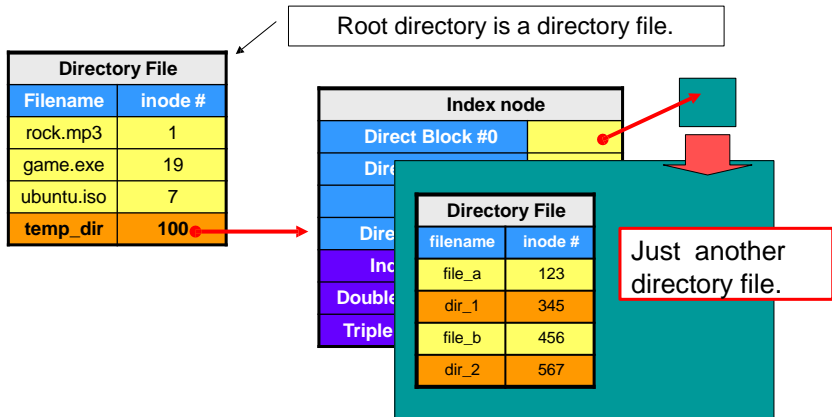 Root directory is a directory file.
Directory File
Filename inode #
rock.mp3 1
game.exe 19
ubuntu.iso 7
temp_dir 100
Index node
Direct Block #0
Directory File
filename inode #
file_a 123
dir_1 345
file_b 456
dir_2 567
Double
Triple
Just another
directory file.